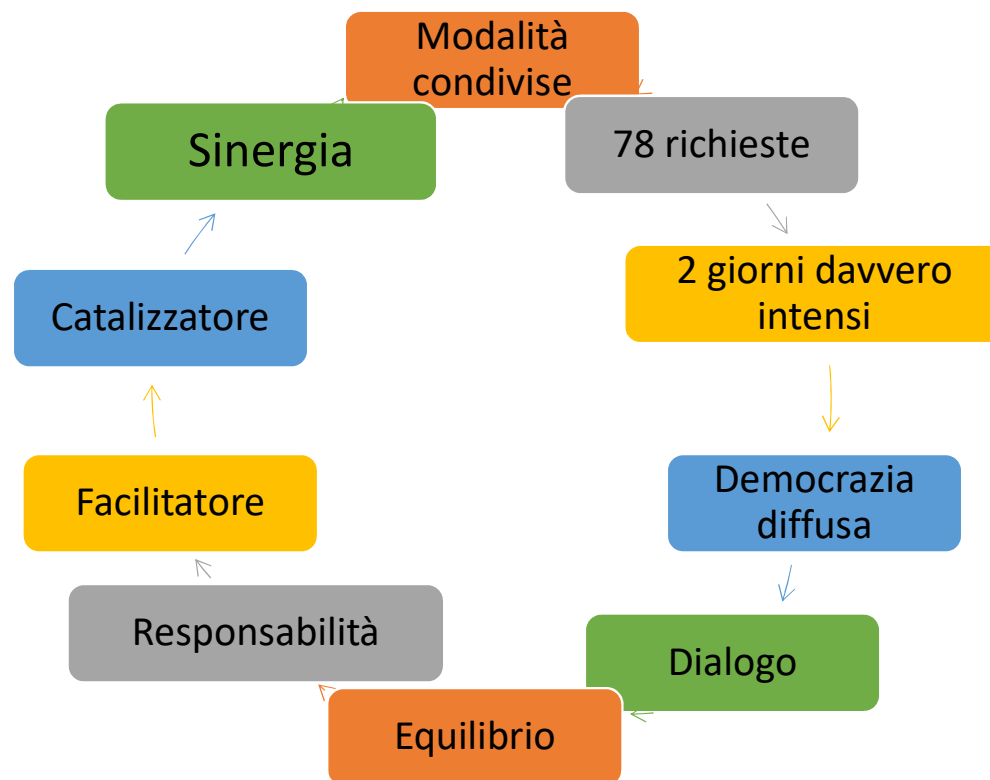 Modalità
condivise
78 richieste
2 giorni davvero
intensi
Democrazia
diffusa
Dialogo
Equilibrio
Responsabilità
Facilitatore
Catalizzatore
Sinergia